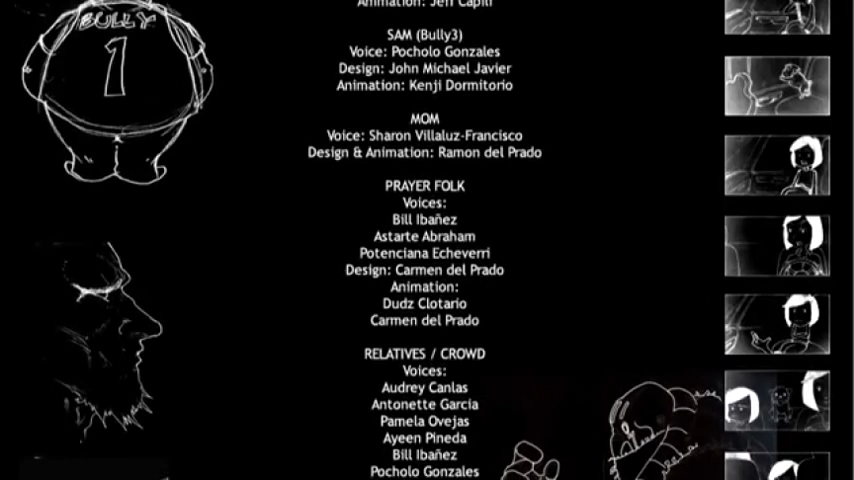 BULLY
1
Animation: Jeff Capili
SAM (Bully3)
Voice: Pocholo Gonzales
Design: John Michael Javier
Animation: Kenji Dormitorio
MOM
Voice: Sharon Villaluz-Francisco
Design & Animation: Ramon del Prado
PRAYER FOLK
Voices:
Bill Ibañez
Astarte Abraham
Potenciana Echeverri
Design: Carmen del Prado
Animation:
Dudz Clotario
Carmen del Prado
RELATIVES / CROWD
Voices:
Audrey Canlas
Antonette Garcia
Pamela Ovejas
Ayeen Pineda
Bill Ibañez
Pocholo Gonzales